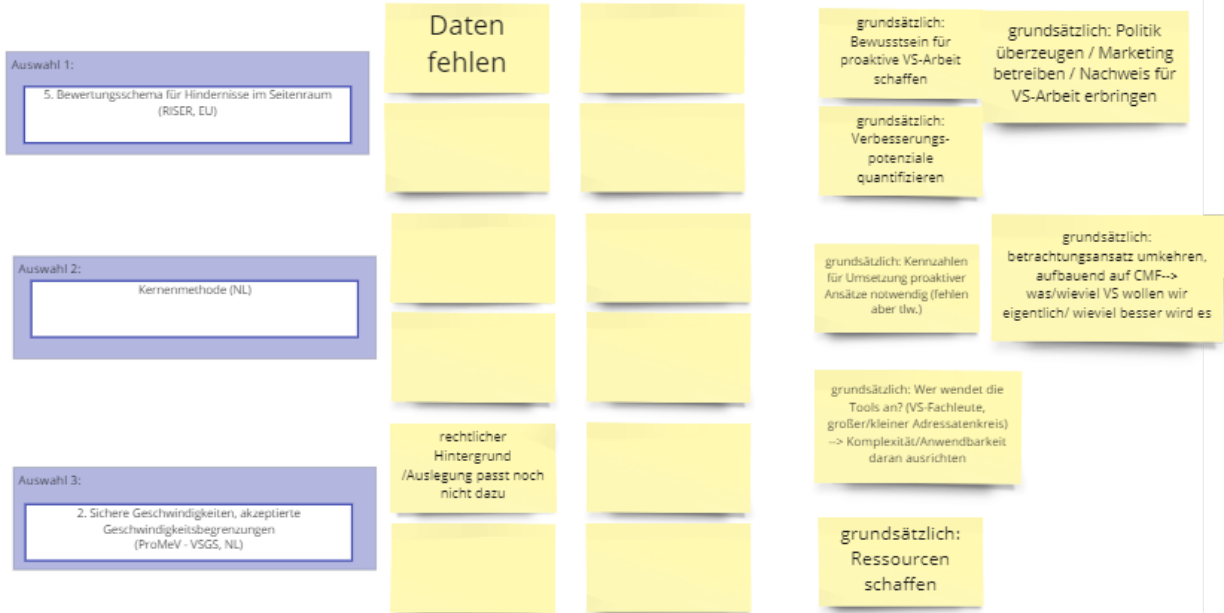 Auswahl 1:
5. Bewertungsschema für Hindernisse im Seitenraum
(RISER, EU)
Daten
fehlen
grundsätzlich:
Bewusstsein für
proaktive VS-Arbeit
schaffen
grundsätzlich: Politik
überzeugen / Marketing
betreiben / Nachweis für
VS-Arbeit erbringen
grundsätzlich:
Verbesserungs-
potenziale
quantifizieren
Auswahl 2:
Kernenmethode (NL)
grundsätzlich: Kennzahlen
für Umsetzung proaktiver
Ansätze notwendig (fehlen
aber tlw.)
grundsätzlich:
betrachtungsansatz umkehren,
aufbauend auf CMF-->
was/wieviel VS wollen wir
eigentlich/ wieviel besser wird es
grundsätzlich: Wer wendet die
Tools an? (VS-Fachleute,
großer/kleiner Adressatenkreis)
--> Komplexität/Anwendbarkeit
daran ausrichten
Auswahl 3:
2. Sichere Geschwindigkeiten, akzeptierte
Geschwindigkeitsbegrenzungen
(ProMeV - VSGS, NL)
rechtlicher
Hintergrund
/Auslegung passt noch
nicht dazu
grundsätzlich:
Ressourcen
schaffen